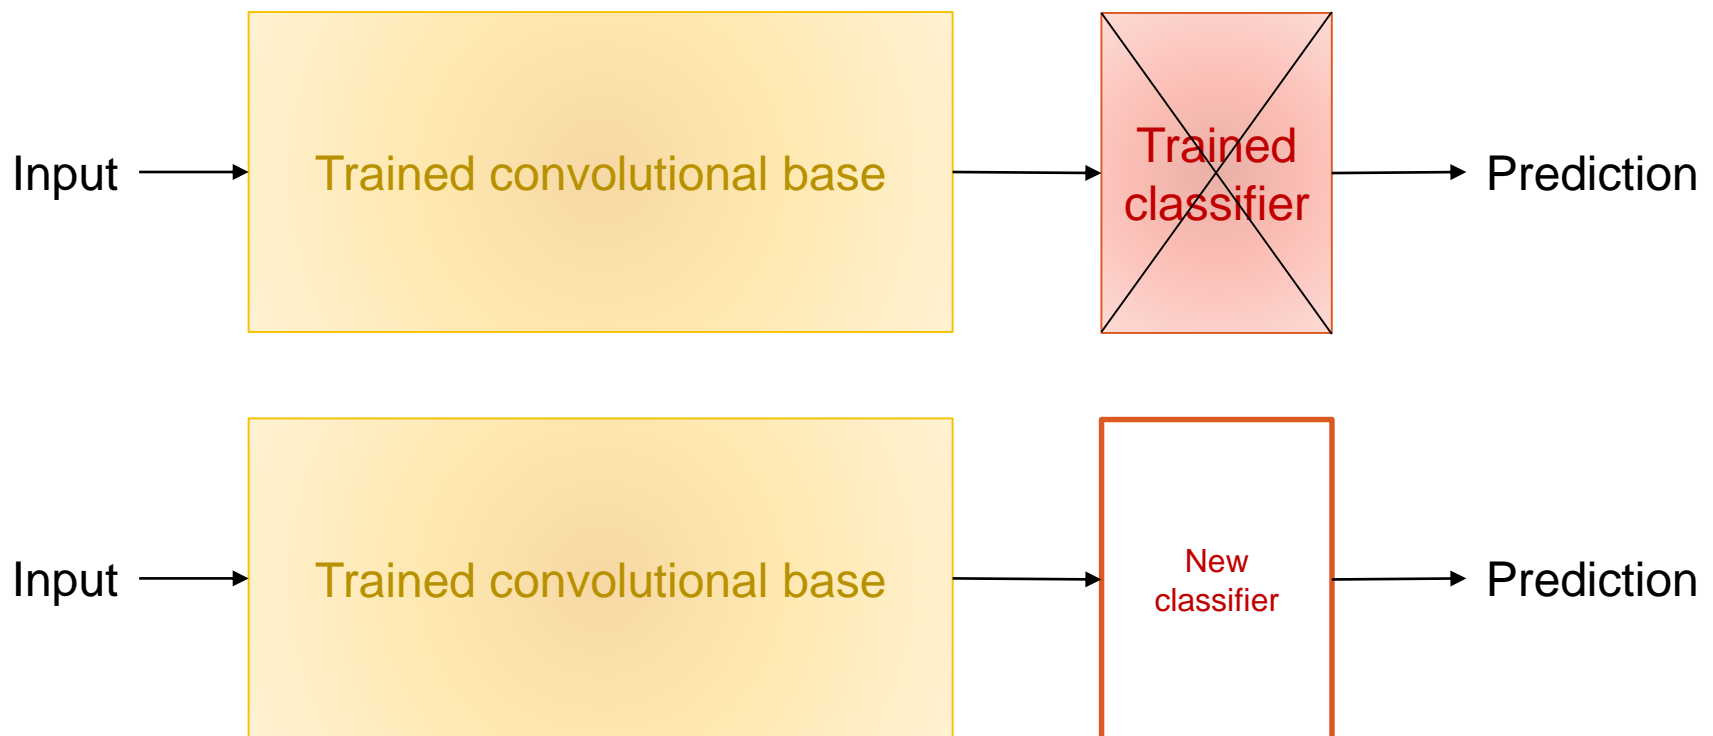 Input
Trained convolutional base
Trained
classifier
Prediction
Input
Trained convolutional base
New
classifier
Prediction